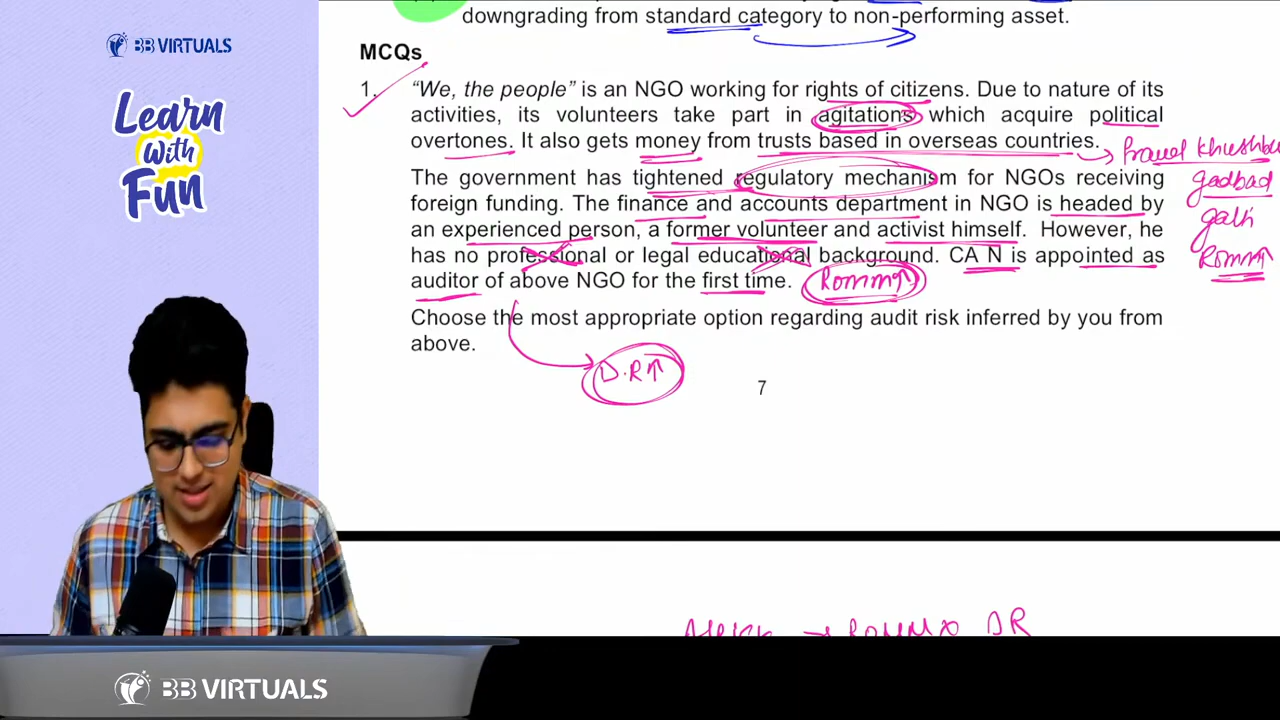 downgrading from standard category to non-performing asset.
BB VIRTUALS
MCQs
1. "We, the people" is an NGO working for rights of citizens. Due to nature of its
activities, its volunteers take part in agitations which acquire political
overtones. It also gets money from trusts based in overseas countries.
Fraud khushbu
The government has tightened regulatory mechanism for NGOs receiving
gadbad
foreign funding. The finance and accounts department in NGO is headed by
galti
an experienced person, a former volunteer and activist himself. However, he
has no professional or legal educational background. CA N is appointed as
Romm↑
auditor of above NGO for the first time.
Romm↑
Choose the most appropriate option regarding audit risk inferred by you from
above.
D.R↑
7
Learn
With
Fun
DR
BB VIRTUALS